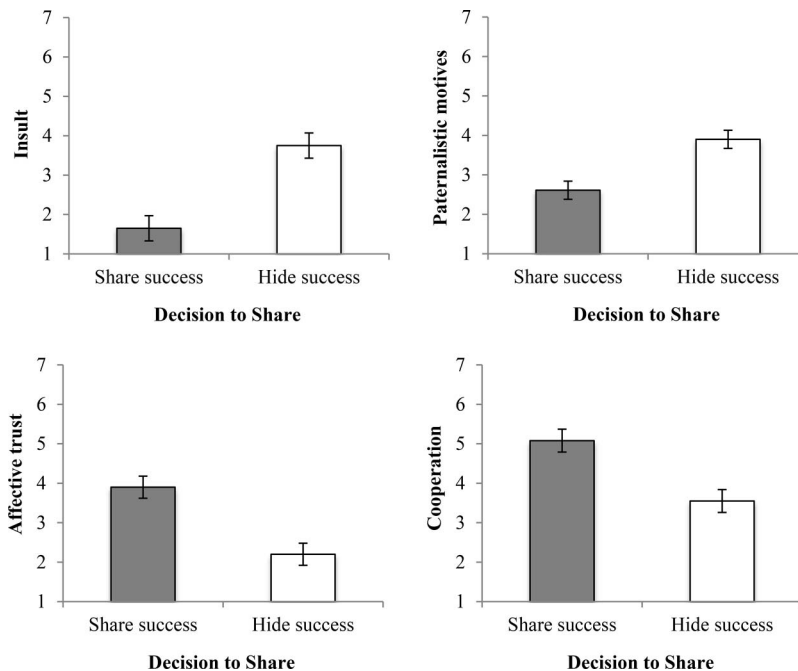 Insult
7
6
5
4
3
2
1
Share success Hide success
Decision to Share
Paternalistic motives
7
6
5
4
3
2
1
Share success Hide success
Decision to Share
Affective trust
7
6
5
4
3
2
1
Share success Hide success
Decision to Share
Cooperation
7
6
5
4
3
2
1
Share success Hide success
Decision to Share